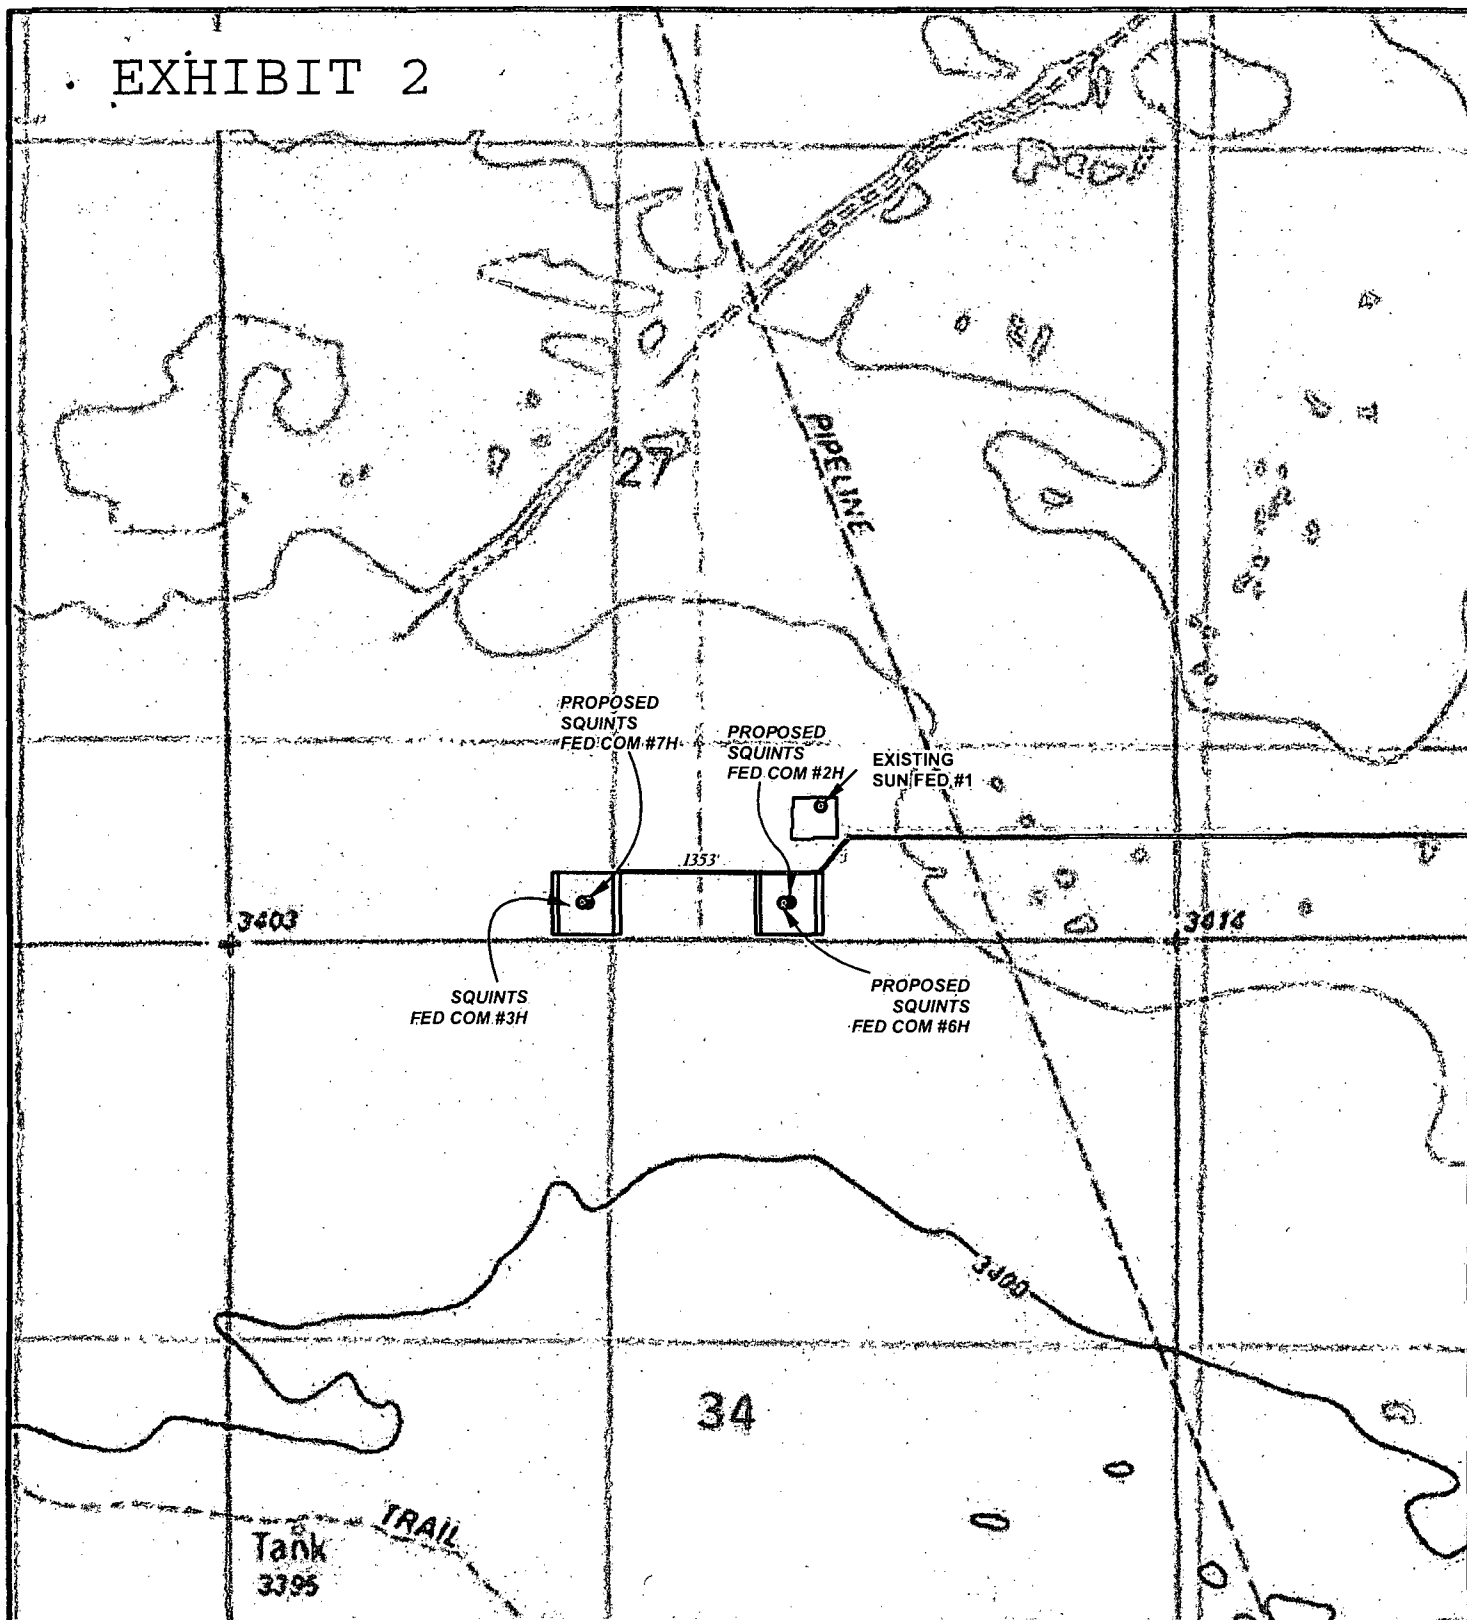 EXHIBIT 2
27
PIPELINE
PROPOSED
SQUINTS
FED COM #7H
PROPOSED
SQUINTS
FED COM #2H
EXISTING
SUN FED #1
1353'
3403
3414
SQUINTS
FED COM #3H
PROPOSED
SQUINTS
FED COM #6H
3400
34
TRAIL
Tank
3395